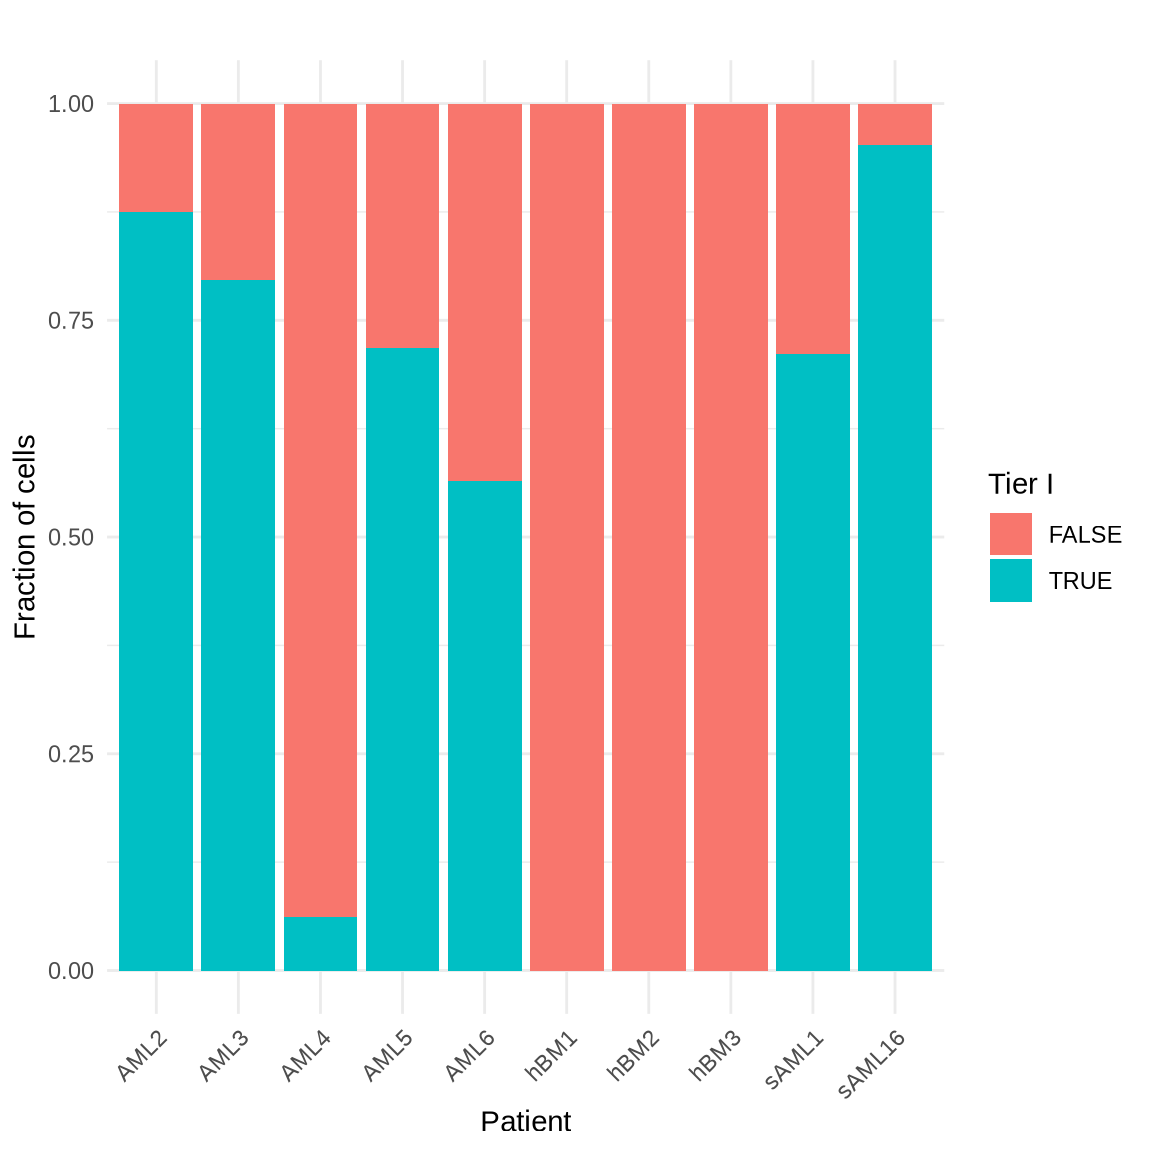 1.00
0.75
0.50
0.25
0.00
Fraction of cells
AML2
AML3
AML4
AML5
AML6
hBM1
hBM2
hBM3
sAML1
sAML16
Patient
Tier I
FALSE
TRUE